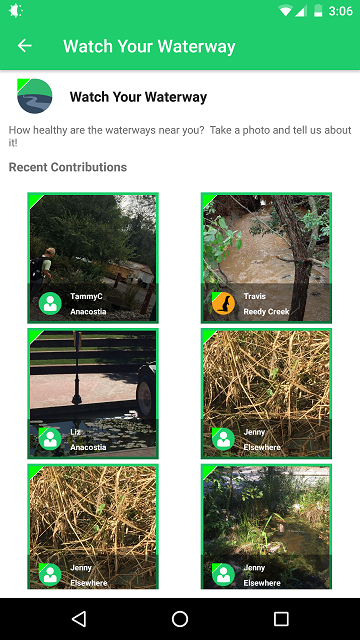 3:06
Watch Your Waterway
Watch Your Waterway
How healthy are the waterways near you? Take a photo and tell us about
it!
Recent Contributions
TammyC
Anacostia
Travis
Reedy Creek
Liz
Anacostia
Jenny
Elsewhere
Jenny
Elsewhere
Jenny
Elsewhere